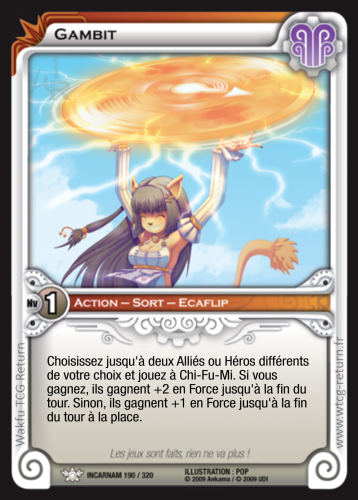 Gambit
Nv 1
Action – Sort – Ecaflip
Choisissez jusqu'à deux Alliés ou Héros différents
de votre choix et jouez à Chi-Fu-Mi. Si vous
gagnez, ils gagnent +2 en Force jusqu'à la fin du
tour. Sinon, ils gagnent +1 en Force jusqu'à la fin
du tour à la place.
Les jeux sont faits, rien ne va plus !
Wakfu TCG Return
www.wtcg-return.fr
INCARNAM 190 / 320
ILLUSTRATION : POP
© 2009 Ankama / © 2009 UDI